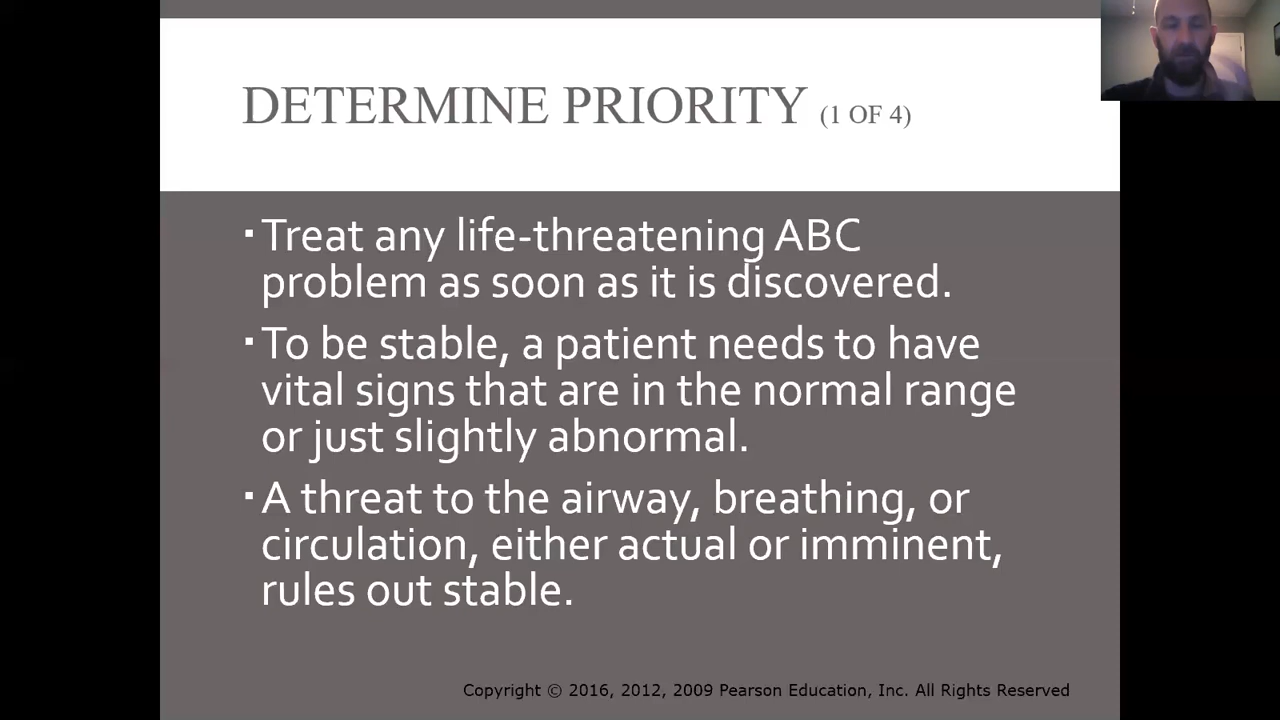 DETERMINE PRIORITY (1 OF 4)
▪Treat any life-threatening ABC
problem as soon as it is discovered.
▪To be stable, a patient needs to have
vital signs that are in the normal range
or just slightly abnormal.
▪A threat to the airway, breathing, or
circulation, either actual or imminent,
rules out stable.
Copyright © 2016, 2012, 2009 Pearson Education, Inc. All Rights Reserved